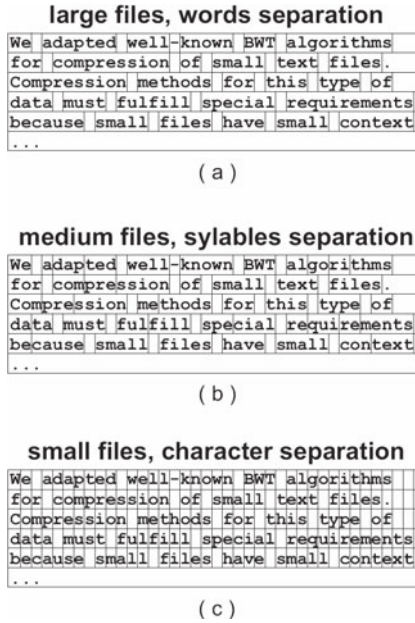 large files, words separation
We adapted well-known BWT algorithms
for compression of small text files.
Compression methods for this type of
data must fulfill special requirements
because small files have small context
...
( a )
medium files, sylables separation
We adapted well-known BWT algorithms
for compression of small text files.
Compression methods for this type of
data must fulfill special requirements
because small files have small context
...
( b )
small files, character separation
We adapted well-known BWT algorithms
for compression of small text files.
Compression methods for this type of
data must fulfill special requirements
because small files have small context
...
( c )